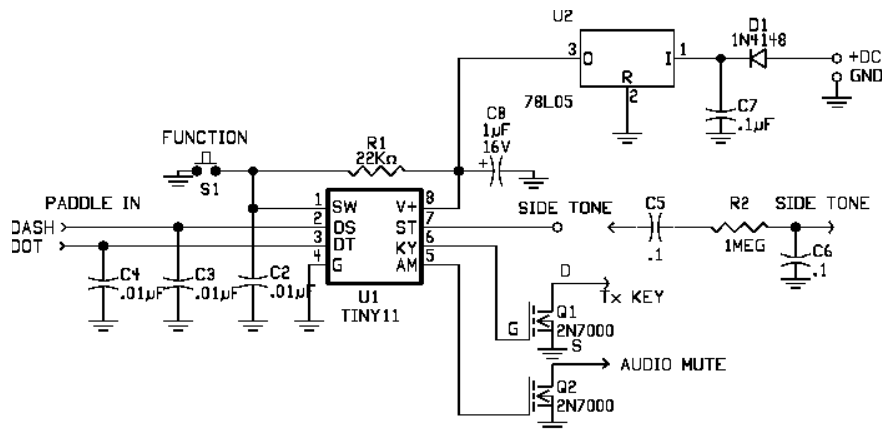 U2
D1
1N4148
3
O
I
1
+DC
GND
R
2
78L05
C7
.1µF
C8
1µF
16V
+
FUNCTION
S1
R1
22KΩ
PADDLE IN
DASH
DOT
1
SW
V+
8
2
DS
ST
7
3
DT
KY
6
4
G
AM
5
U1
TINY11
C4
.01µF
C3
.01µF
C2
.01µF
SIDE TONE
C5
.1
R2
1MEG
SIDE TONE
C6
.1
D
Tx KEY
G
Q1
2N7000
S
AUDIO MUTE
Q2
2N7000